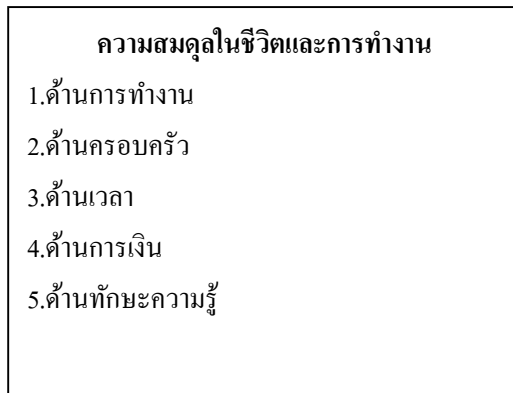 ความสมดุลในชีวิตและการทำงาน
1.ด้านการทำงาน
2.ด้านครอบครัว
3.ด้านเวลา
4.ด้านการเงิน
5.ด้านทักษะความรู้